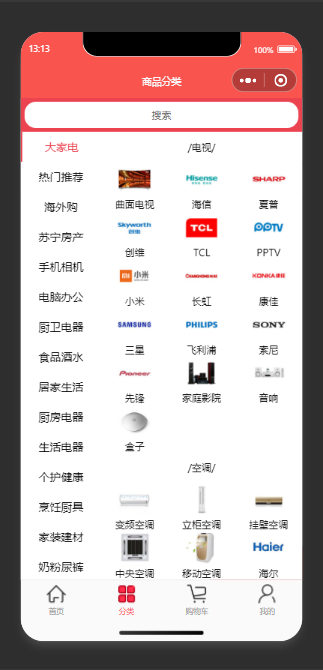 13:13
100%
商品分类
搜索
大家电
热门推荐
海外购
苏宁房产
手机相机
电脑办公
厨卫电器
食品酒水
居家生活
厨房电器
生活电器
个护健康
烹饪厨具
家装建材
奶粉尿裤
/电视/
Hisense
SHARP
曲面电视
海信
夏普
Skyworth
创维
TCL
PPTV
创维
TCL
PPTV
小米
CHANGHONG 长虹
KONKA 康佳
小米
长虹
康佳
SAMSUNG
PHILIPS
SONY
三星
飞利浦
索尼
Pioneer
先锋
家庭影院
音响
盒子
/空调/
变频空调
立柜空调
挂壁空调
Haier
中央空调
移动空调
海尔
首页
分类
购物车
我的